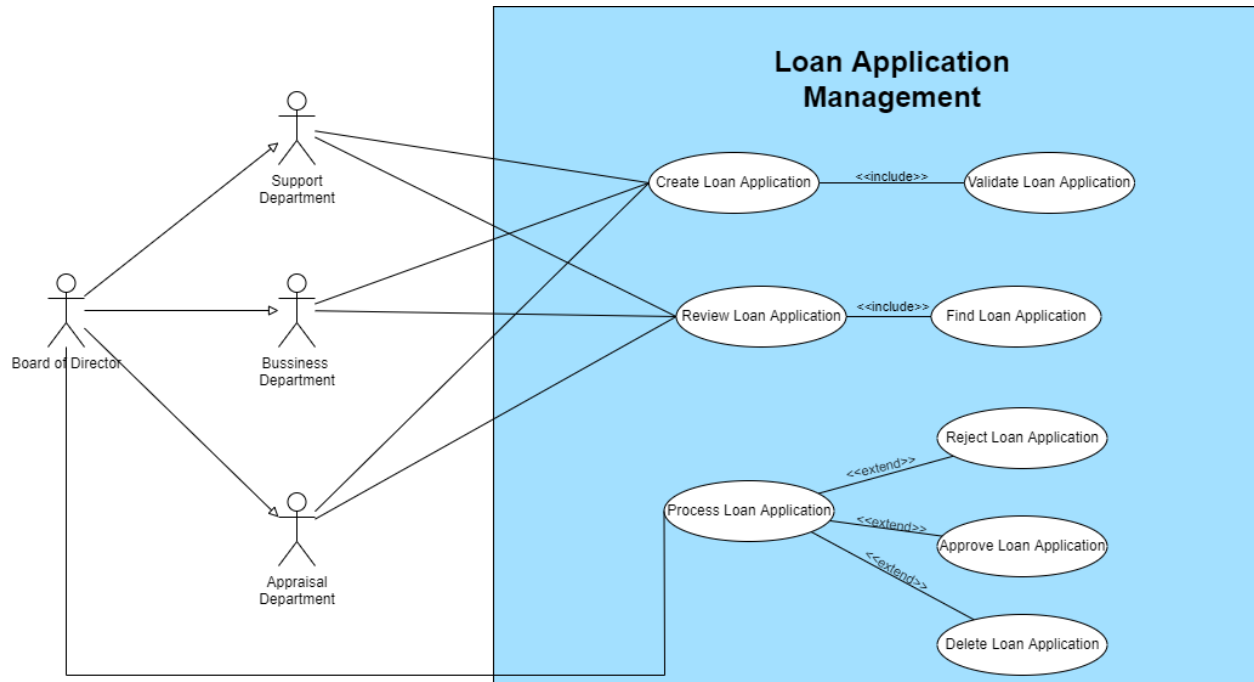 Loan Application
Management
Support
Department
Create Loan Application
<<include>>
Validate Loan Application
Board of Director
Bussiness
Department
Review Loan Application
<<include>>
Find Loan Application
Reject Loan Application
<<extend>>
Process Loan Application
<<extend>>
Approve Loan Application
<<extend>>
Appraisal
Department
Delete Loan Application